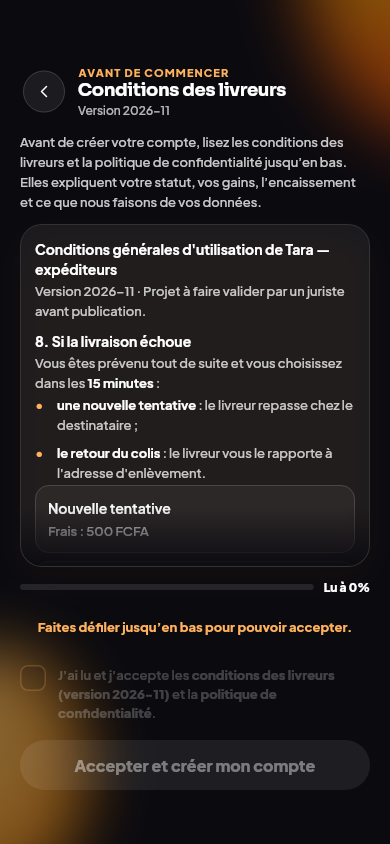 AVANT DE COMMENCER
Conditions des livreurs
Version 2026-11
Avant de créer votre compte, lisez les conditions des
livreurs et la politique de confidentialité jusqu'en bas.
Elles expliquent votre statut, vos gains, l'encaissement
et ce que nous faisons de vos données.
Conditions générales d'utilisation de Tara —
expéditeurs
Version 2026-11 · Projet à faire valider par un juriste
avant publication.
8. Si la livraison échoue
Vous êtes prévenu tout de suite et vous choisissez
dans les 15 minutes :
• une nouvelle tentative : le livreur repasse chez le
destinataire ;
• le retour du colis : le livreur vous le rapporte à
l'adresse d'enlèvement.
Nouvelle tentative
Frais : 500 FCFA
Lu à 0%
Faites défiler jusqu'en bas pour pouvoir accepter.
J'ai lu et j'accepte les conditions des livreurs
(version 2026-11) et la politique de
confidentialité.
Accepter et créer mon compte